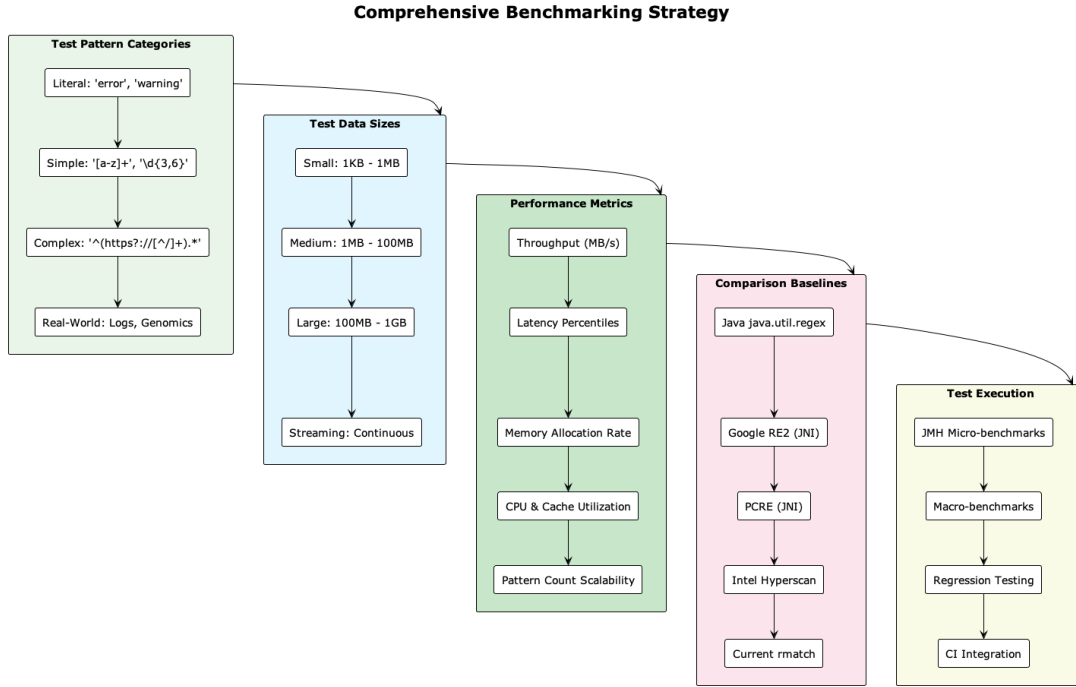 Comprehensive Benchmarking Strategy
Test Pattern Categories
Literal: 'error', 'warning'
Simple: '[a-z]+', '\d{3,6}'
Complex: '^(https?://[^/]+).*'
Real-World: Logs, Genomics
Test Data Sizes
Small: 1KB - 1MB
Medium: 1MB - 100MB
Large: 100MB - 1GB
Streaming: Continuous
Performance Metrics
Throughput (MB/s)
Latency Percentiles
Memory Allocation Rate
CPU & Cache Utilization
Pattern Count Scalability
Comparison Baselines
Java java.util.regex
Google RE2 (JNI)
PCRE (JNI)
Intel Hyperscan
Current rmatch
Test Execution
JMH Micro-benchmarks
Macro-benchmarks
Regression Testing
CI Integration